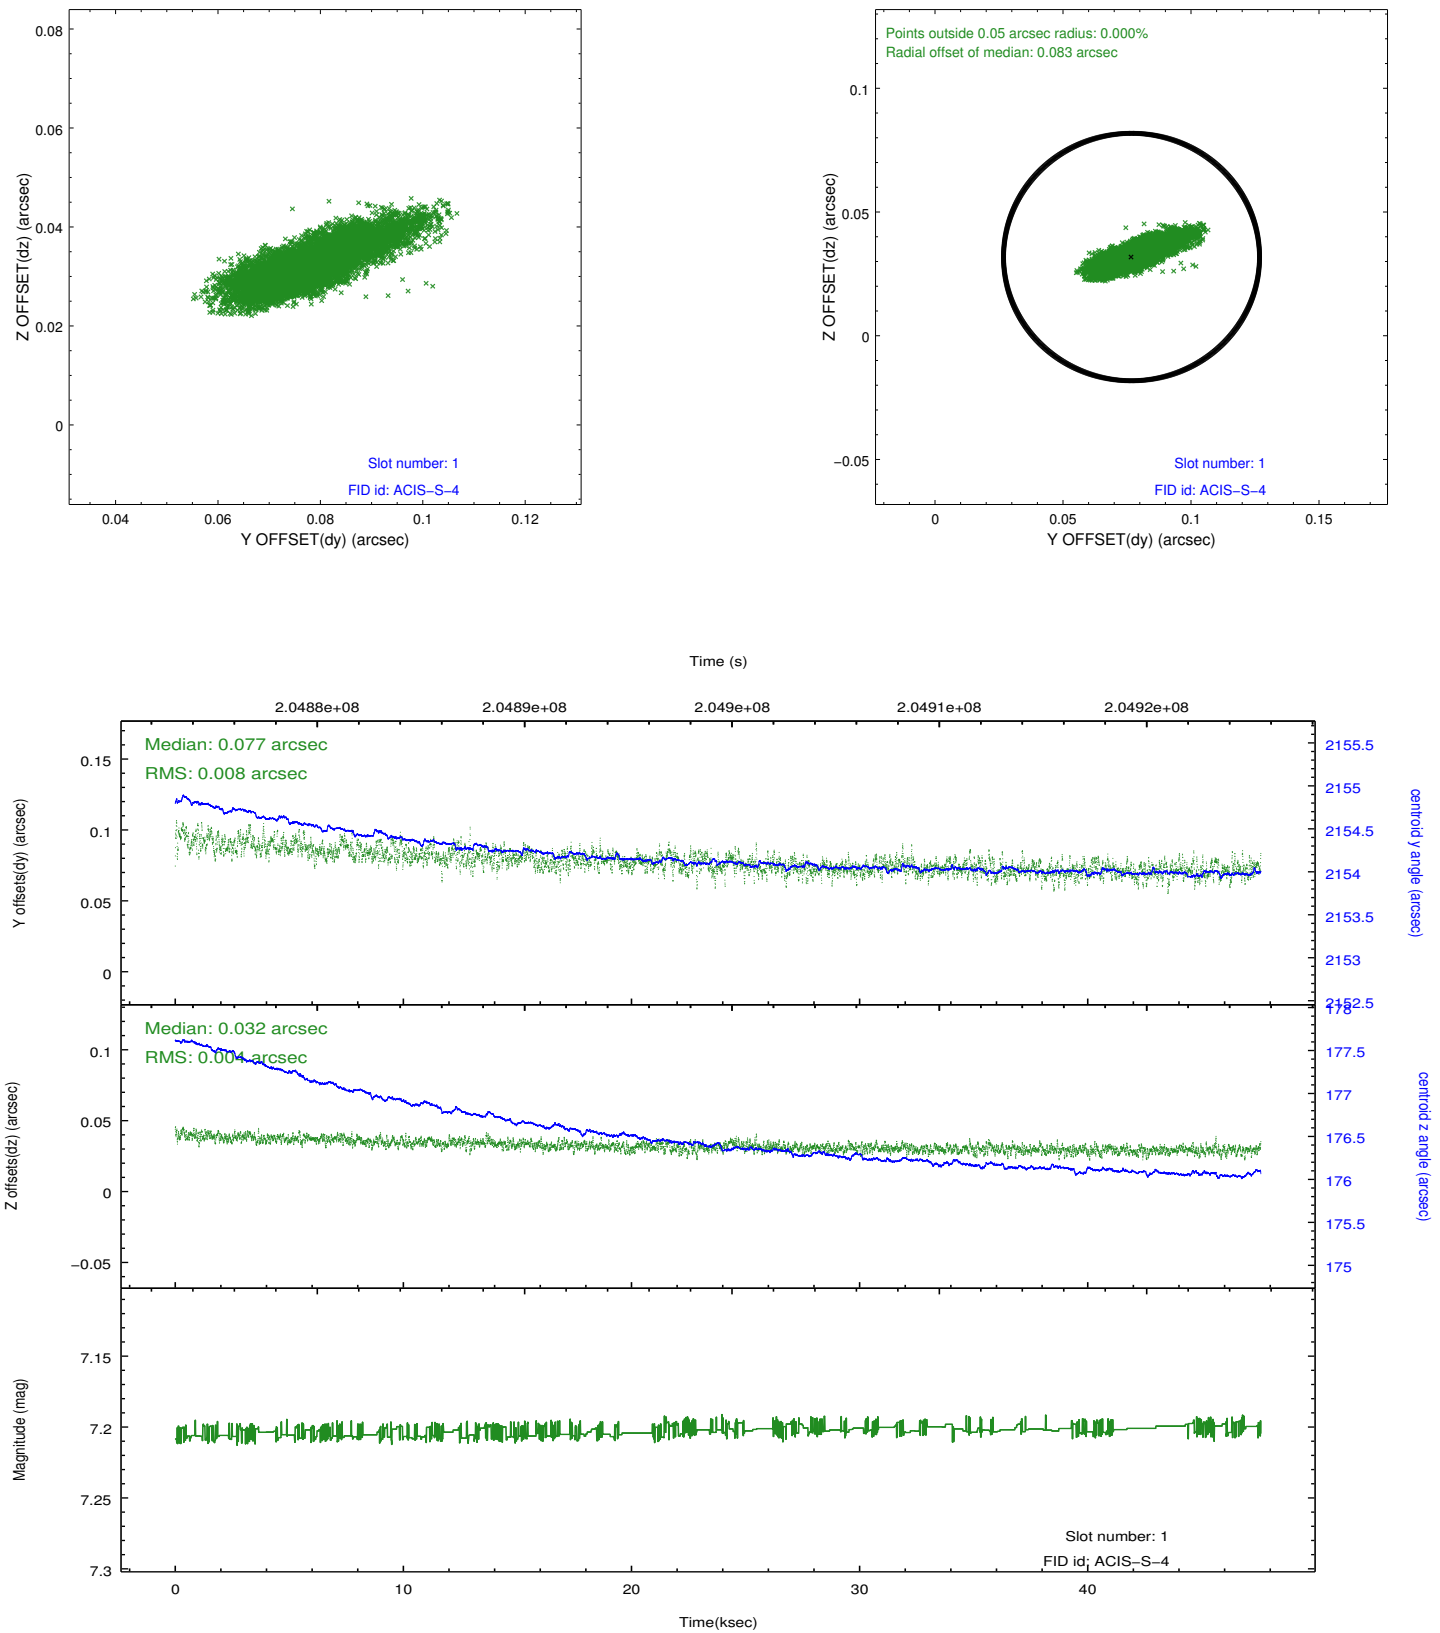 0.08
0.06
0.04
0.02
0
Z OFFSET(dz) (arcsec)
Slot number: 1
FID id: ACIS−S−4
0.04 0.06 0.08 0.1 0.12
Y OFFSET(dy) (arcsec)
Points outside 0.05 arcsec radius: 0.000%
Radial offset of median: 0.083 arcsec
0.1
0.05
0
−0.05
Z OFFSET(dz) (arcsec)
Slot number: 1
FID id: ACIS−S−4
0 0.05 0.1 0.15
Y OFFSET(dy) (arcsec)
Time (s)
2.0488e+08 2.0489e+08 2.049e+08 2.0491e+08 2.0492e+08
Median: 0.077 arcsec
RMS: 0.008 arcsec
0.15
0.1
0.05
0
Y offsets(dy) (arcsec)
2155.5
2155
2154.5
2154
2153.5
2153
2152.5
centroid y angle (arcsec)
Median: 0.032 arcsec
RMS: 0.004 arcsec
0.1
0.05
0
−0.05
Z offsets(dz) (arcsec)
178
177.5
177
176.5
176
175.5
175
centroid z angle (arcsec)
7.15
7.2
7.25
7.3
Magnitude (mag)
Slot number: 1
FID id: ACIS−S−4
0 10 20 30 40
Time(ksec)